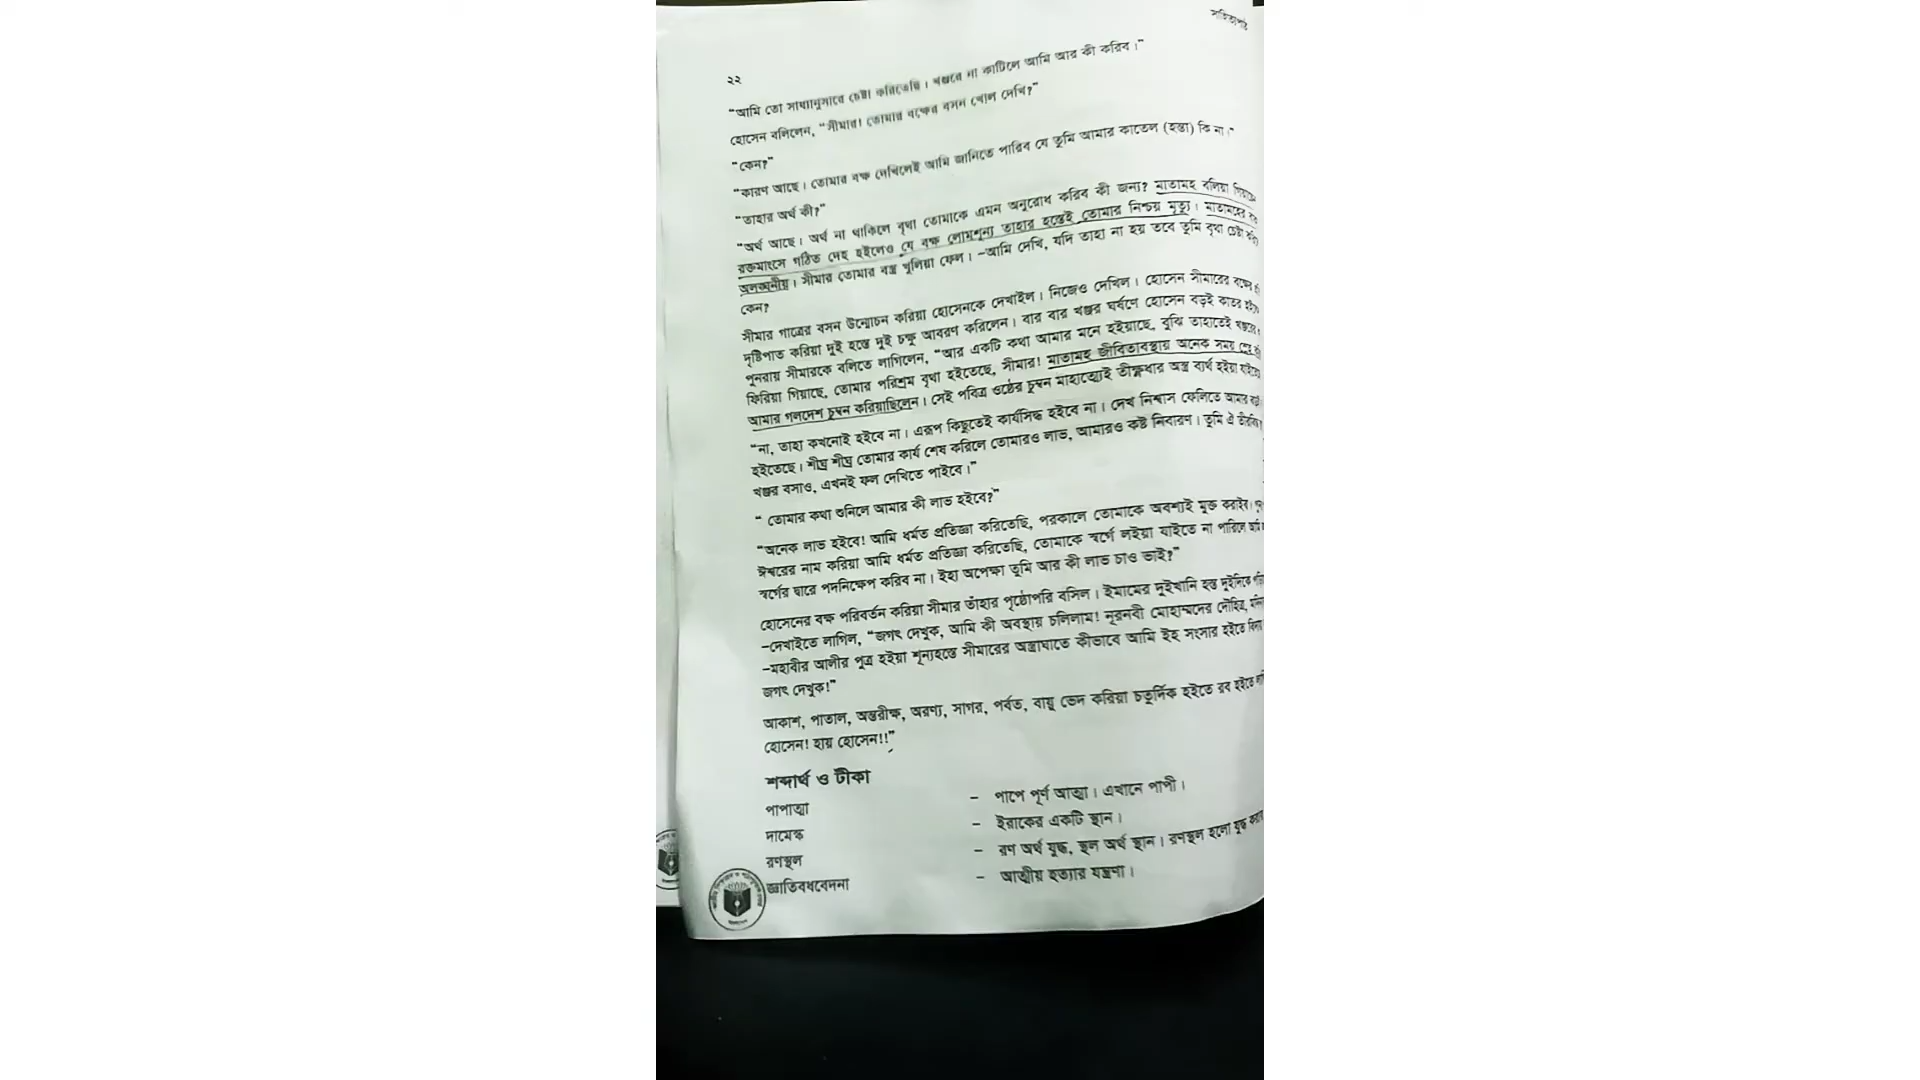 সাহিত্যপাঠ
২২
“আমি তো সাধ্যানুসারে চেষ্টা করিতেছি। খঞ্জরে না কাটিলে আমি আর কী করিব।”
হোসেন বলিলেন, “সীমার! তোমার বক্ষের বসন খোল দেখি?”
“কেন?”
“কারণ আছে। তোমার বক্ষ দেখিলেই আমি জানিতে পারিব যে তুমি আমার কাতেল (হন্তা) কি না।”
“তাহার অর্থ কী?”
“অর্থ আছে। অর্থ না থাকিলে বৃথা তোমাকে এমন অনুরোধ করিব কী জন্য? মাতামহ বলিয়া গিয়াছেন
রক্তমাংসে গঠিত দেহ হইলেও যে বক্ষ লোমশূন্য তাহার হস্তেই তোমার নিশ্চয় মৃত্যু। মাতামহের
অলঙ্ঘনীয়। সীমার তোমার বস্ত্র খুলিয়া ফেল। –আমি দেখি, যদি তাহা না হয় তবে তুমি বৃথা চেষ্টা
কেন?
সীমার গাত্রের বসন উন্মোচন করিয়া হোসেনকে দেখাইল। নিজেও দেখিল। হোসেন সীমারের বক্ষের
দৃষ্টিপাত করিয়া দুই হস্তে দুই চক্ষু আবরণ করিলেন। বার বার খঞ্জর ঘর্ষণে হোসেন বড়ই কাতর
পুনরায় সীমারকে বলিতে লাগিলেন, “আর একটি কথা আমার মনে হইয়াছে, বুঝি তাহাতেই
ফিরিয়া গিয়াছে, তোমার পরিশ্রম বৃথা হইতেছে, সীমার! মাতামহ জীবিতাবস্থায় অনেক সময়
আমার গলদেশ চুম্বন করিয়াছিলেন। সেই পবিত্র ওষ্ঠের চুম্বন মাহাত্ম্যেই তীক্ষ্ণধার অস্ত্র ব্যর্থ হইয়া
“না, তাহা কখনোই হইবে না। এরূপ কিছুতেই কার্যসিদ্ধ হইবে না। দেখ নিশ্বাস ফেলিতে আমার
হইতেছে। শীঘ্র শীঘ্র তোমার কার্য শেষ করিলে তোমারও লাভ, আমারও কষ্ট নিবারণ। তুমি ঐ
খঞ্জর বসাও, এখনই ফল দেখিতে পাইবে।”
“ তোমার কথা শুনিলে আমার কী লাভ হইবে?”
“অনেক লাভ হইবে! আমি ধর্মত প্রতিজ্ঞা করিতেছি, পরকালে তোমাকে অবশ্যই মুক্ত করাইব।
ঈশ্বরের নাম করিয়া আমি ধর্মত প্রতিজ্ঞা করিতেছি, তোমাকে স্বর্গে লইয়া যাইতে না পারিলে আমি
স্বর্গের দ্বারে পদনিক্ষেপ করিব না। ইহা অপেক্ষা তুমি আর কী লাভ চাও ভাই?”
হোসেনের বক্ষ পরিবর্তন করিয়া সীমার তাঁহার পৃষ্ঠোপরি বসিল। ইমামের দুইখানি হস্ত দুইদিকে
–দেখাইতে লাগিল, “জগৎ দেখুক, আমি কী অবস্থায় চলিলাম! নূরনবী মোহাম্মদের দৌহিত্র,
–মহাবীর আলীর পুত্র হইয়া শূন্যহস্তে সীমারের অস্ত্রাঘাতে কীভাবে আমি ইহ সংসার হইতে
জগৎ দেখুক!”
আকাশ, পাতাল, অন্তরীক্ষ, অরণ্য, সাগর, পর্বত, বায়ু ভেদ করিয়া চতুর্দিক হইতে রব হইতে
হোসেন! হায় হোসেন!!”
শব্দার্থ ও টীকা
পাপাত্মা – পাপে পূর্ণ আত্মা। এখানে পাপী।
দামেস্ক – ইরাকের একটি স্থান।
রণস্থল – রণ অর্থ যুদ্ধ, স্থল অর্থ স্থান। রণস্থল হলো যুদ্ধ
জ্ঞাতিবধবেদনা – আত্মীয় হত্যার যন্ত্রণা।